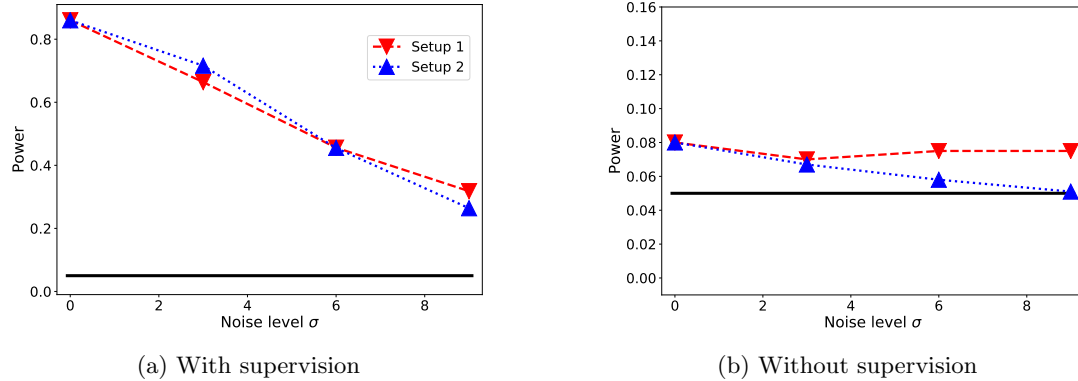 Power
0.8
0.6
0.4
0.2
0.0
0 2 4 6 8
Noise level σ
Setup 1
Setup 2
(a) With supervision
Power
0.16
0.14
0.12
0.10
0.08
0.06
0.04
0.02
0.00
0 2 4 6 8
Noise level σ
(b) Without supervision